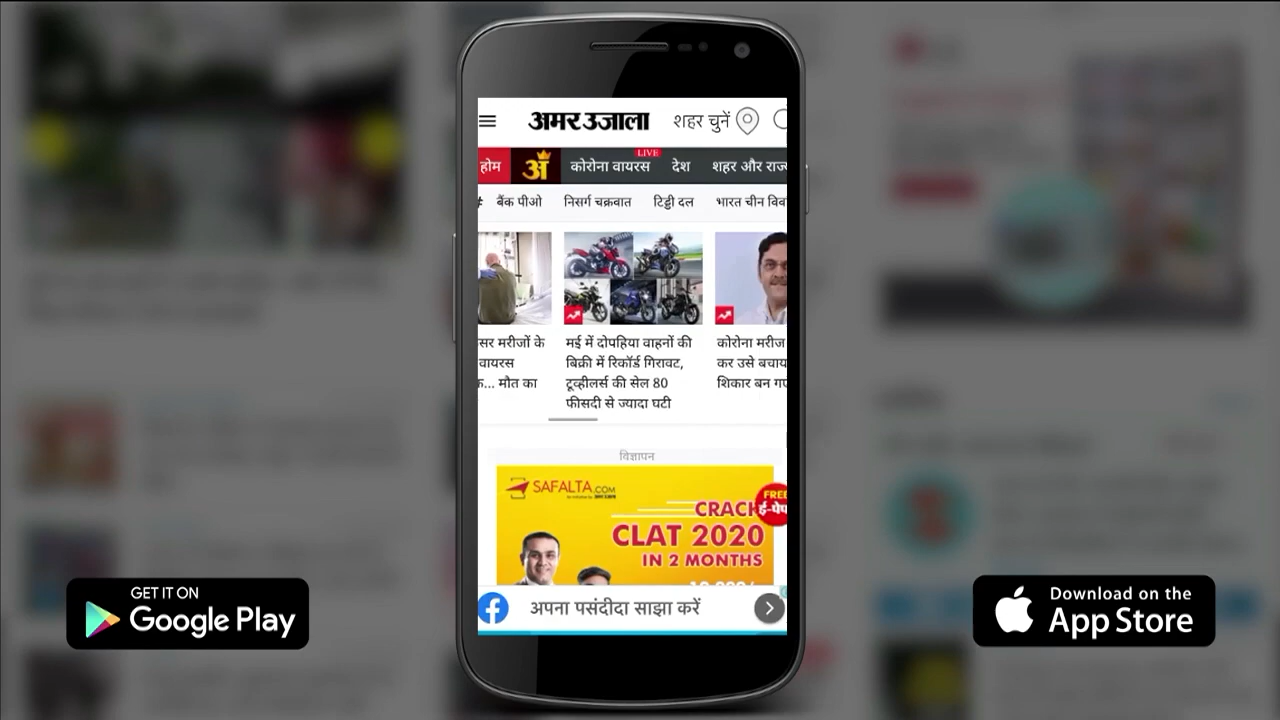 अमर उजाला
शहर चुनें
होम
अ
कोरोना वायरस
LIVE
देश
शहर और राज्य
# बैंक पीओ
निसर्ग चक्रवात
टिड्डी दल
भारत चीन विवा
सर मरीजों के
वायरस
क... मौत का
मई में दोपहिया वाहनों की
बिक्री में रिकॉर्ड गिरावट,
टूव्हीलर्स की सेल 80
फीसदी से ज्यादा घटी
कोरोना मरीज
कर उसे बचाय
शिकार बन गए
विज्ञापन
SAFALTA.COM
CRACK
CLAT 2020
IN 2 MONTHS
FREE
ई-पेप
अपना पसंदीदा साझा करें
GET IT ON
Google Play
Download on the
App Store